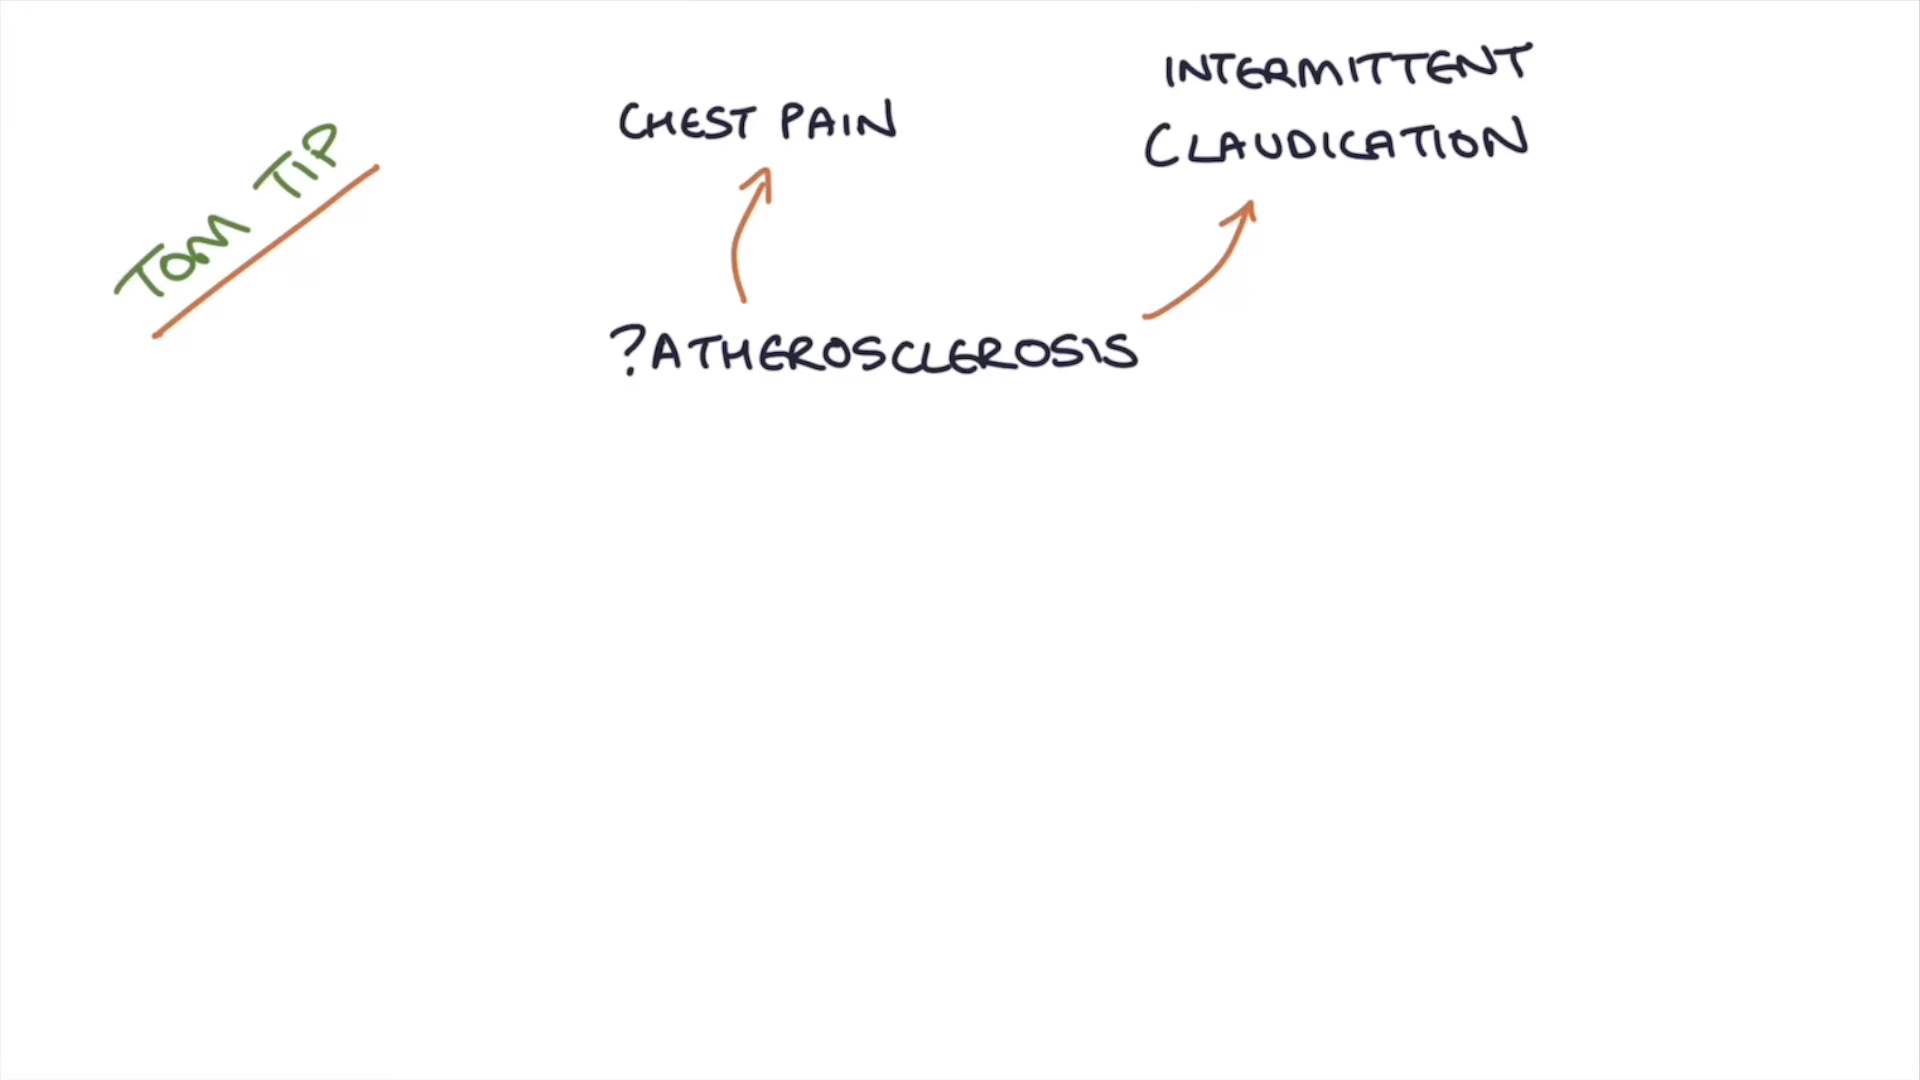 TOM TIP
CHEST PAIN
INTERMITTENT
CLAUDICATION
?ATHEROSCLEROSIS